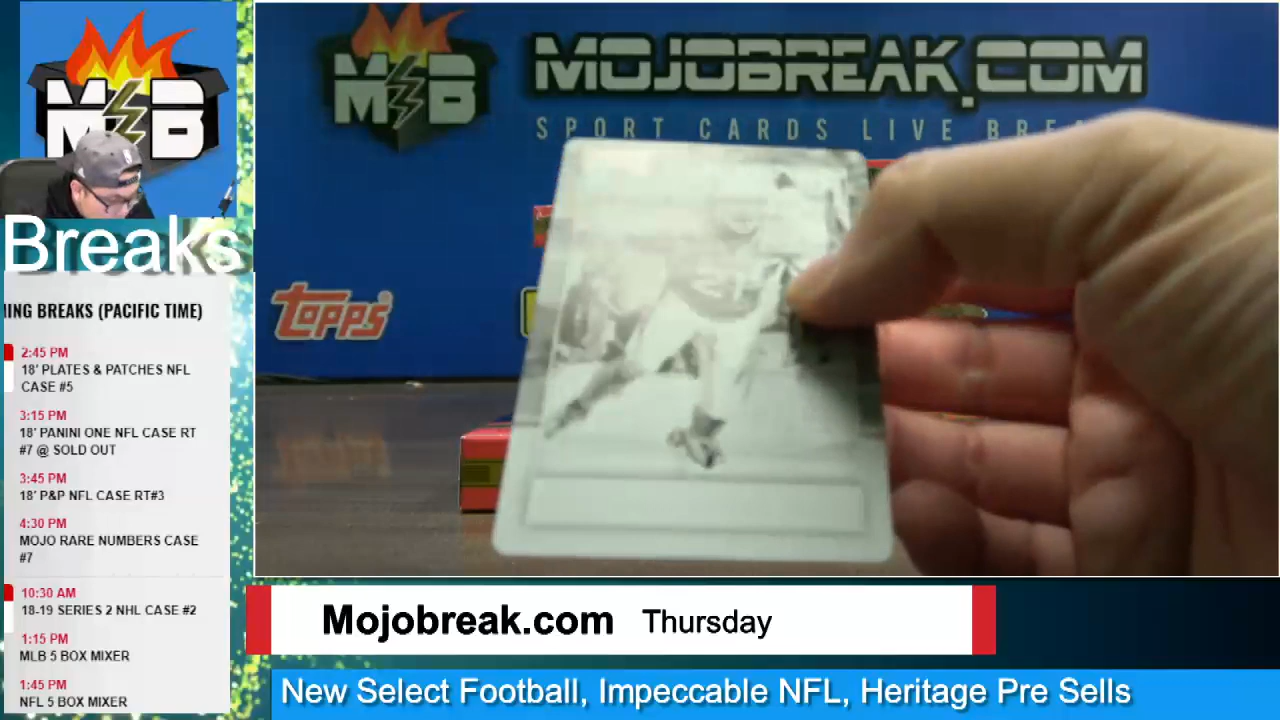 M B
MOJOBREAK.COM
SPORT CARDS LIVE BREA
M B
Breaks
topps
21
ING BREAKS (PACIFIC TIME)
2:45 PM
18' PLATES & PATCHES NFL
CASE #5
3:15 PM
18' PANINI ONE NFL CASE RT
#7 @ SOLD OUT
3:45 PM
18' P&P NFL CASE RT#3
4:30 PM
MOJO RARE NUMBERS CASE
#7
10:30 AM
18-19 SERIES 2 NHL CASE #2
1:15 PM
MLB 5 BOX MIXER
1:45 PM
NFL 5 BOX MIXER
Mojobreak.com Thursday
New Select Football, Impeccable NFL, Heritage Pre Sells